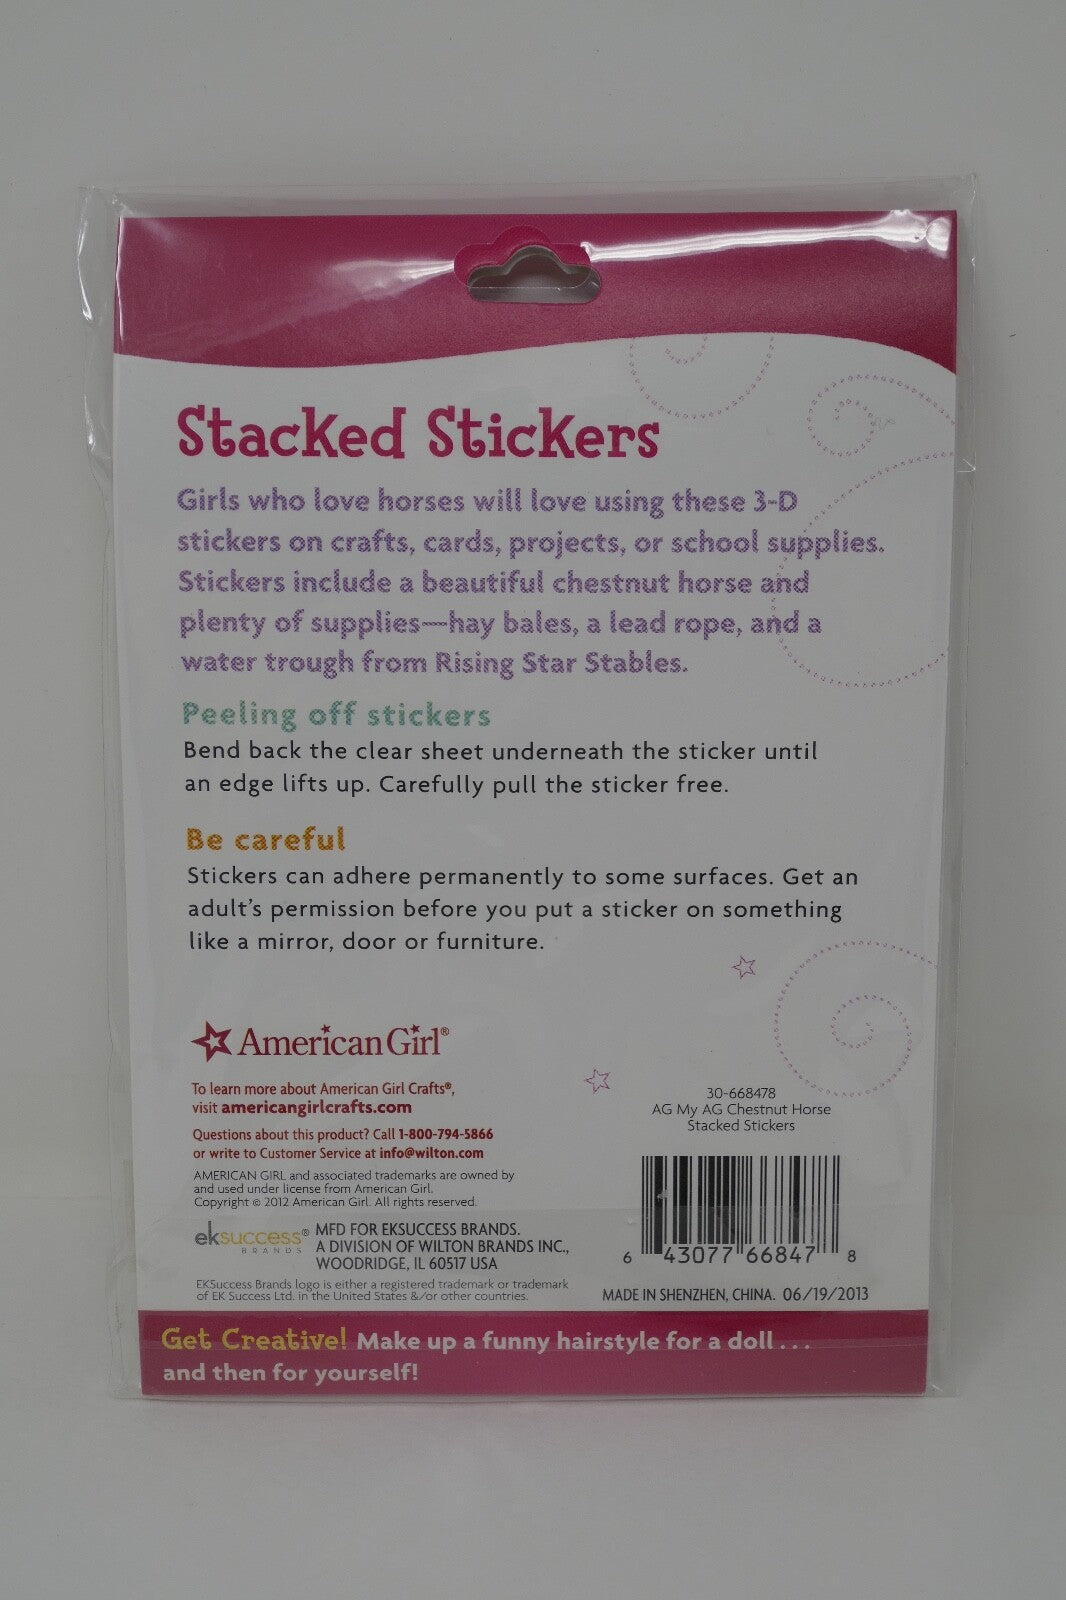 Stacked Stickers
Girls who love horses will love using these 3-D
stickers on crafts, cards, projects, or school supplies.
Stickers include a beautiful chestnut horse and
plenty of supplies—hay bales, a lead rope, and a
water trough from Rising Star Stables.
Peeling off stickers
Bend back the clear sheet underneath the sticker until
an edge lifts up. Carefully pull the sticker free.
Be careful
Stickers can adhere permanently to some surfaces. Get an
adult's permission before you put a sticker on something
like a mirror, door or furniture.
American Girl®
To learn more about American Girl Crafts®,
visit americangirlcrafts.com
Questions about this product? Call 1-800-794-5866
or write to Customer Service at info@wilton.com
AMERICAN GIRL and associated trademarks are owned by
and used under license from American Girl.
Copyright © 2012 American Girl. All rights reserved.
eksuccess®
BRANDS
MFD FOR EKSUCCESS BRANDS.
A DIVISION OF WILTON BRANDS INC.,
WOODRIDGE, IL 60517 USA
EKSuccess Brands logo is either a registered trademark or trademark
of EK Success Ltd. in the United States &/or other countries.
30-668478
AG My AG Chestnut Horse
Stacked Stickers
6 43077 66847 8
MADE IN SHENZHEN, CHINA. 06/19/2013
Get Creative! Make up a funny hairstyle for a doll . . .
and then for yourself!